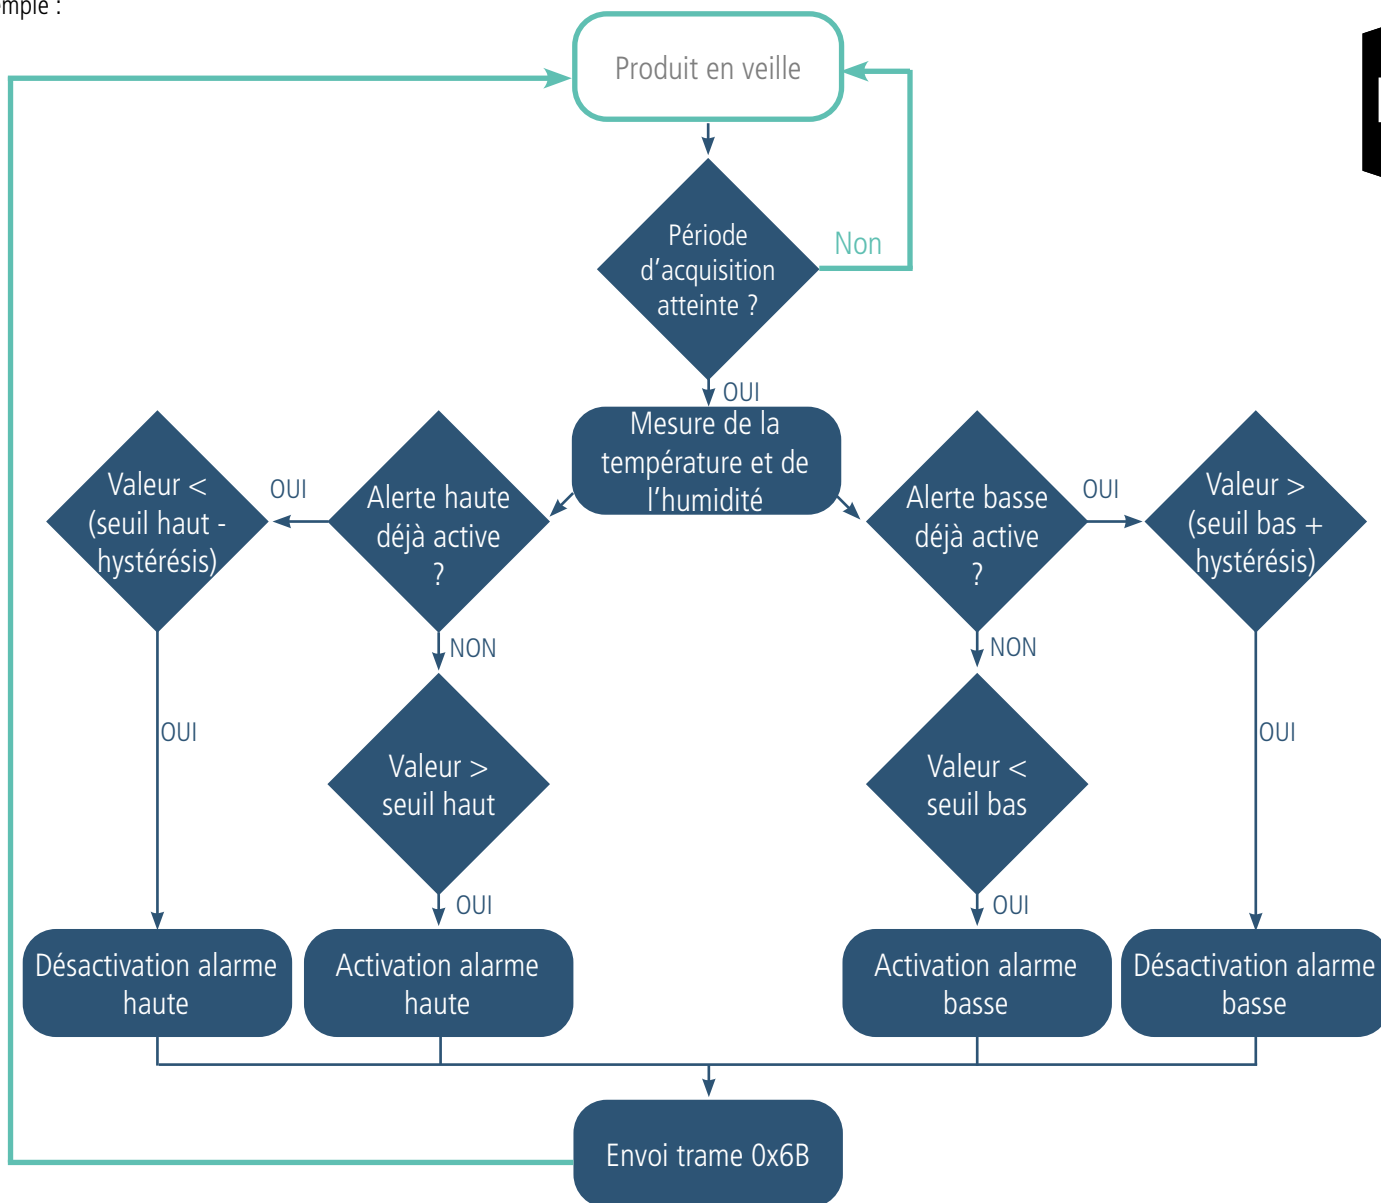 emple :
Produit en veille
Période
d’acquisition
atteinte ?
Non
OUI
Mesure de la
température et de
l’humidité
Valeur <
(seuil haut -
hystérésis)
OUI
Alerte haute
déjà active
?
Alerte basse
déjà active
?
OUI
Valeur >
(seuil bas +
hystérésis)
NON
NON
OUI
Valeur >
seuil haut
Valeur <
seuil bas
OUI
OUI
OUI
Désactivation alarme
haute
Activation alarme
haute
Activation alarme
basse
Désactivation alarme
basse
Envoi trame 0x6B